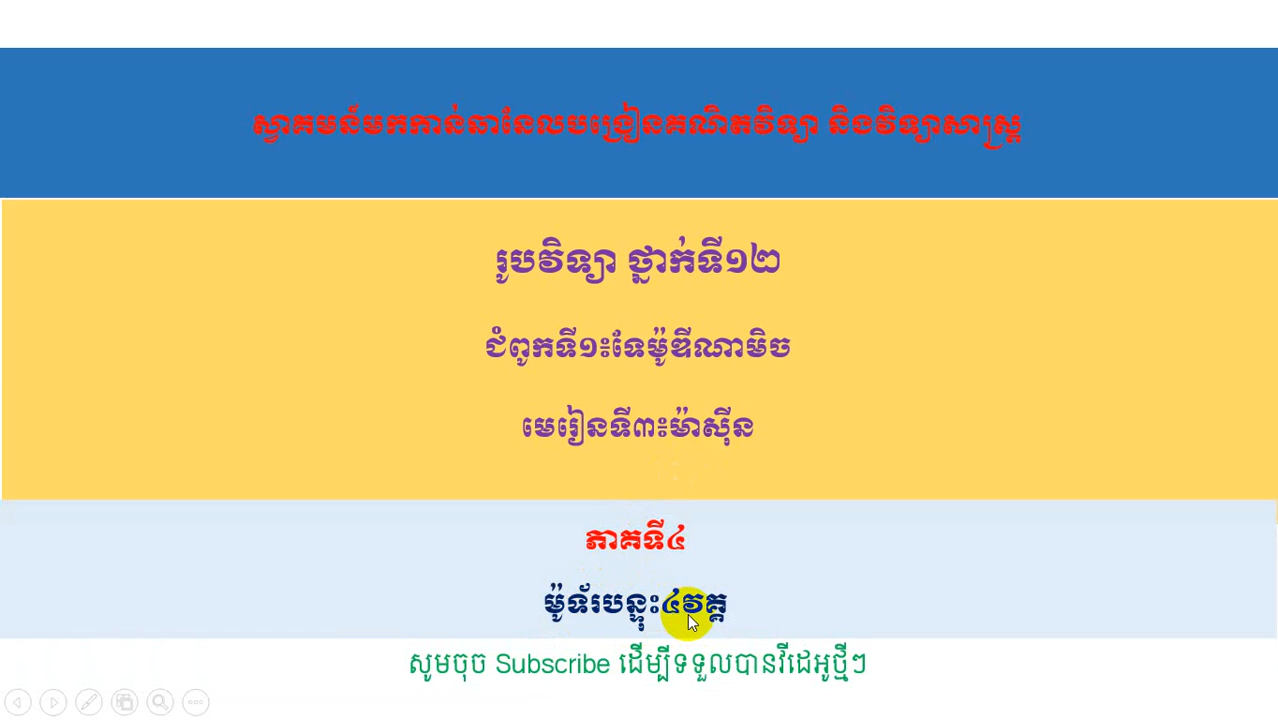 ស្វាគមន៍មកកាន់ឆានែលបង្រៀនគណិតវិទ្យា និងវិទ្យាសាស្ត្រ
រូបវិទ្យា ថ្នាក់ទី១២
ជំពូកទី១៖ទែម៉ូឌីណាមិច
មេរៀនទី៣៖ម៉ាស៊ីន
ភាគទី៤
ម៉ូទ័របន្ទុះ៤វគ្គ
សូមចុច Subscribe ដើម្បីទទួលបានវីដេអូថ្មីៗ